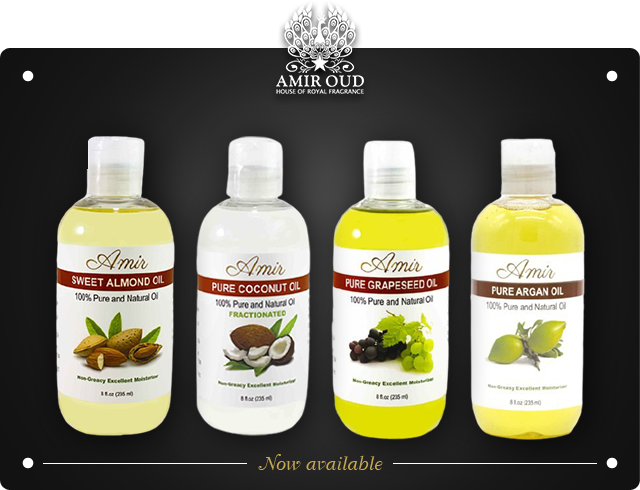 AMIR OUD
HOUSE OF ROYAL FRAGRANCE
Amir
SWEET ALMOND OIL
100% Pure and Natural Oil
Non-Greasy Excellent Moisturizer
8 fl.oz (235 ml)
Amir
PURE COCONUT OIL
100% Pure and Natural Oil
FRACTIONATED
Non-Greasy Excellent Moisturizer
8 fl.oz (235 ml)
Amir
PURE GRAPESEED OIL
100% Pure and Natural Oil
Non-Greasy Excellent Moisturizer
8 fl.oz (235 ml)
Amir
PURE ARGAN OIL
100% Pure and Natural Oil
Non-Greasy Excellent Moisturizer
8 fl.oz (235 ml)
Now available